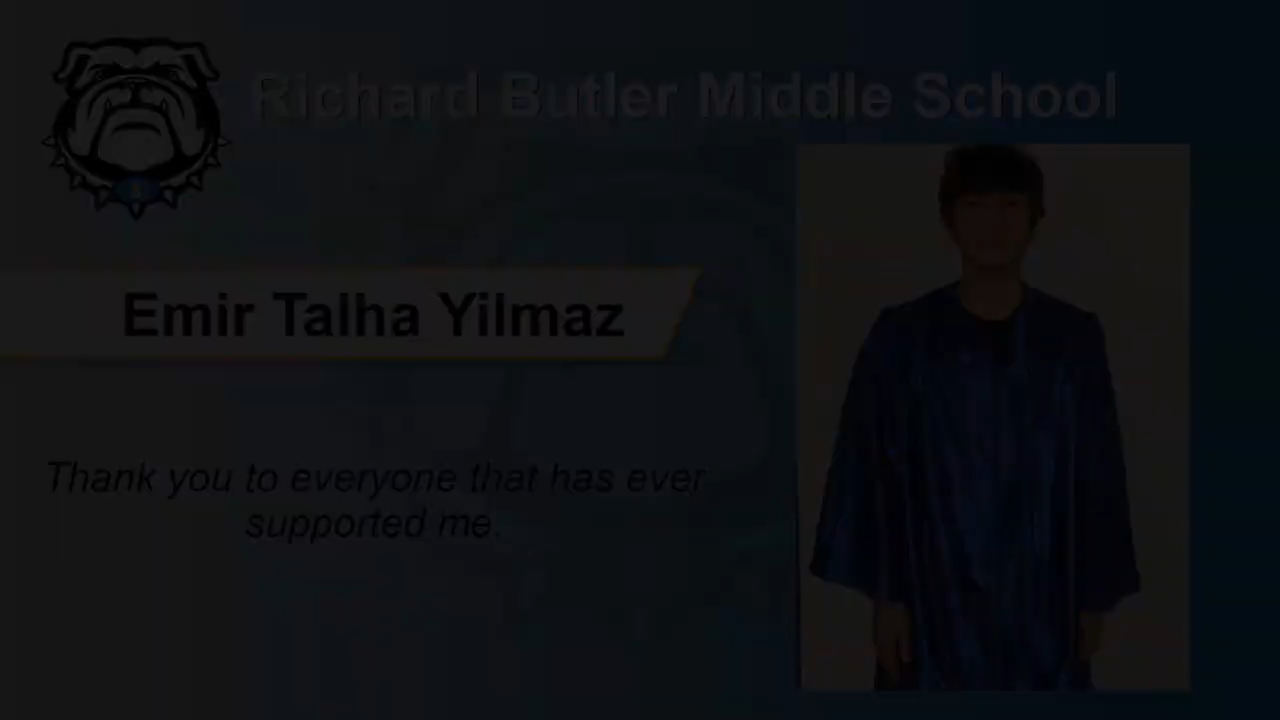 Richard Butler Middle School
Emir Talha Yilmaz
Thank you to everyone that has ever
supported me.